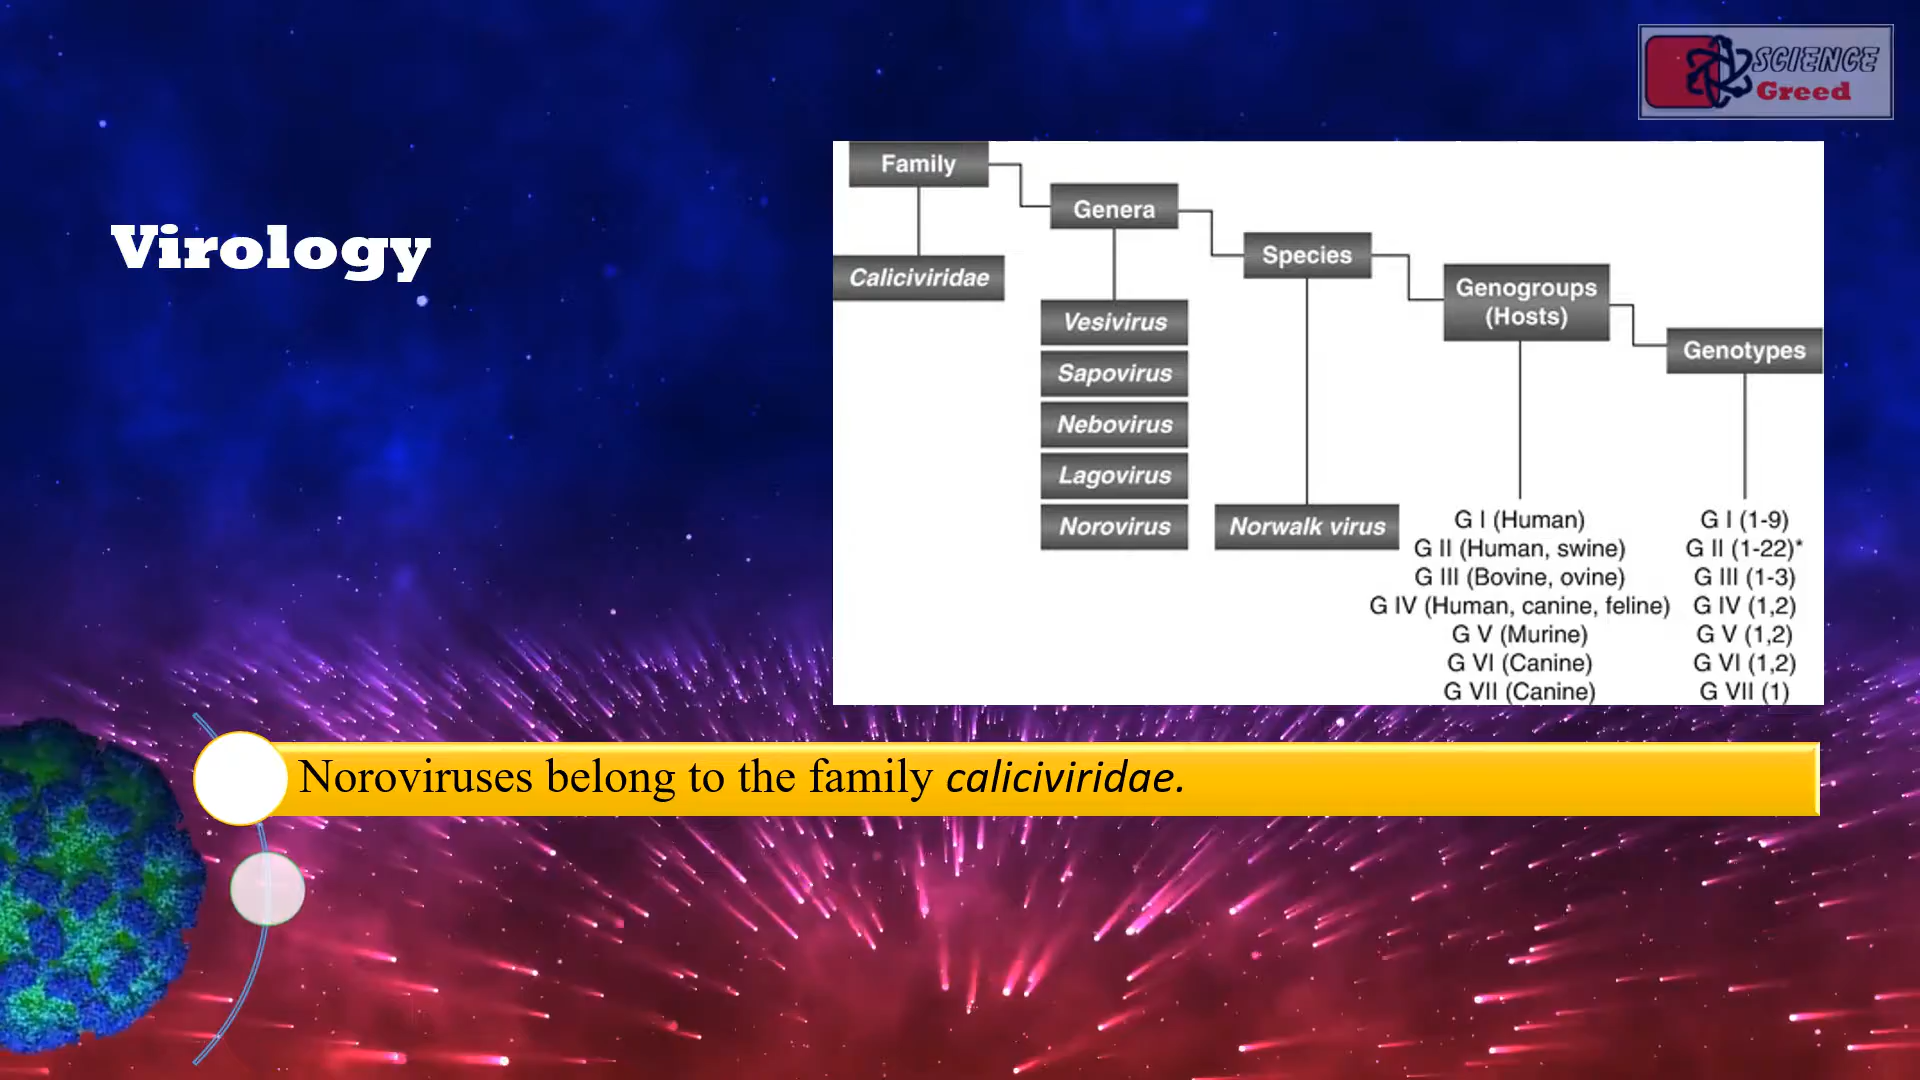 SCIENCE
Greed
Virology
Family
Genera
Species
Genogroups
(Hosts)
Genotypes
Caliciviridae
Vesivirus
Sapovirus
Nebovirus
Lagovirus
Norovirus
Norwalk virus
G I (Human)
G II (Human, swine)
G III (Bovine, ovine)
G IV (Human, canine, feline)
G V (Murine)
G VI (Canine)
G VII (Canine)
G I (1-9)
G II (1-22)*
G III (1-3)
G IV (1,2)
G V (1,2)
G VI (1,2)
G VII (1)
Noroviruses belong to the family caliciviridae.